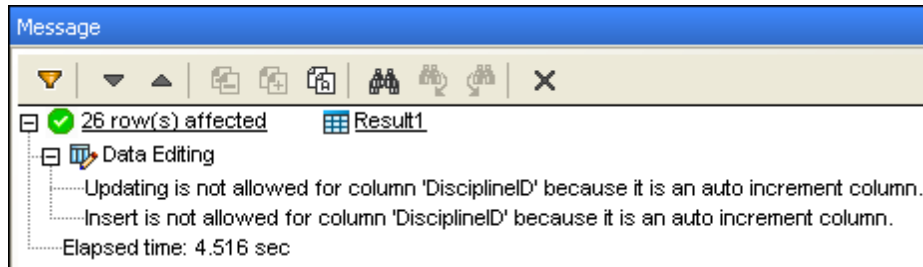 Message
26 row(s) affected Result1
Data Editing
Updating is not allowed for column 'DisciplineID' because it is an auto increment column.
Insert is not allowed for column 'DisciplineID' because it is an auto increment column.
Elapsed time: 4.516 sec